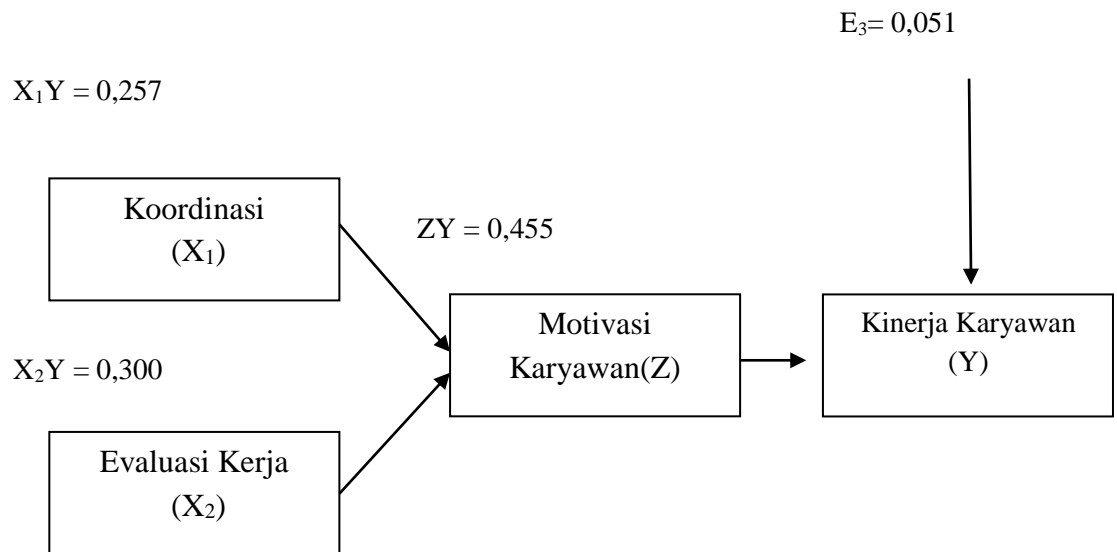 E₃= 0,051
X₁Y = 0,257
Koordinasi
(X₁)
ZY = 0,455
Motivasi
Karyawan(Z)
Kinerja Karyawan
(Y)
X₂Y = 0,300
Evaluasi Kerja
(X₂)